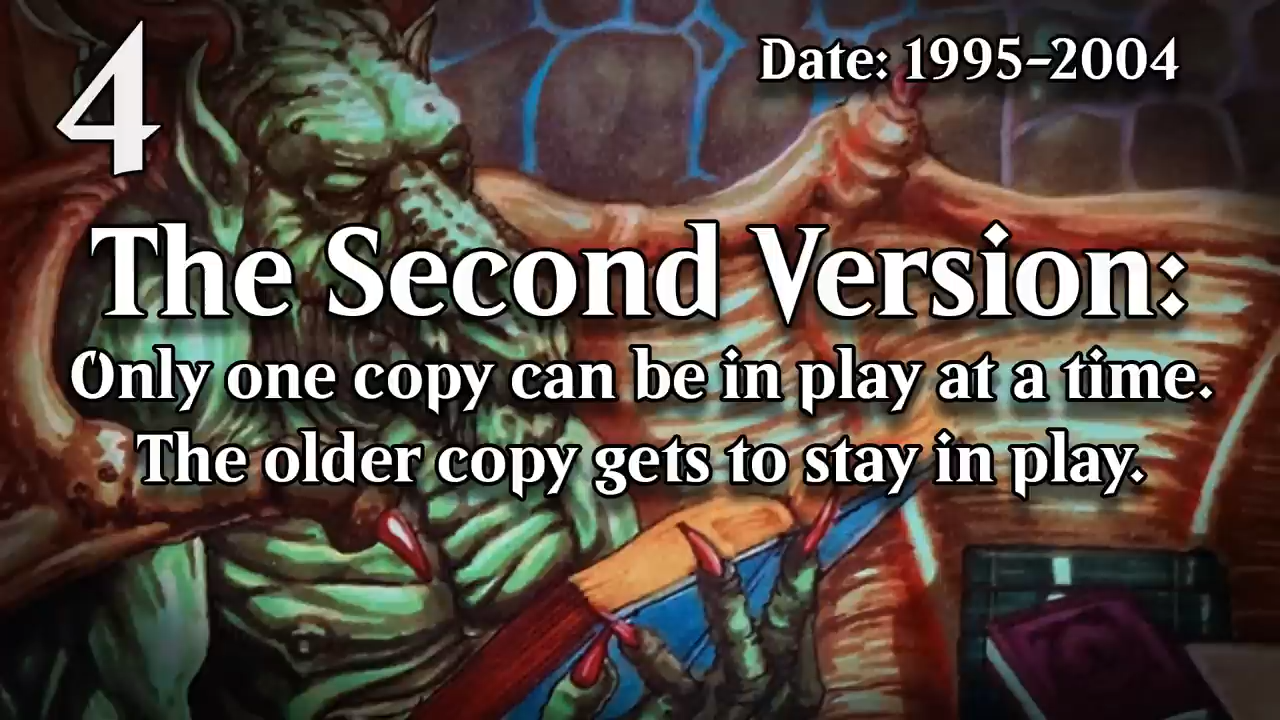 4
Date: 1995-2004
The Second Version:
Only one copy can be in play at a time.
The older copy gets to stay in play.